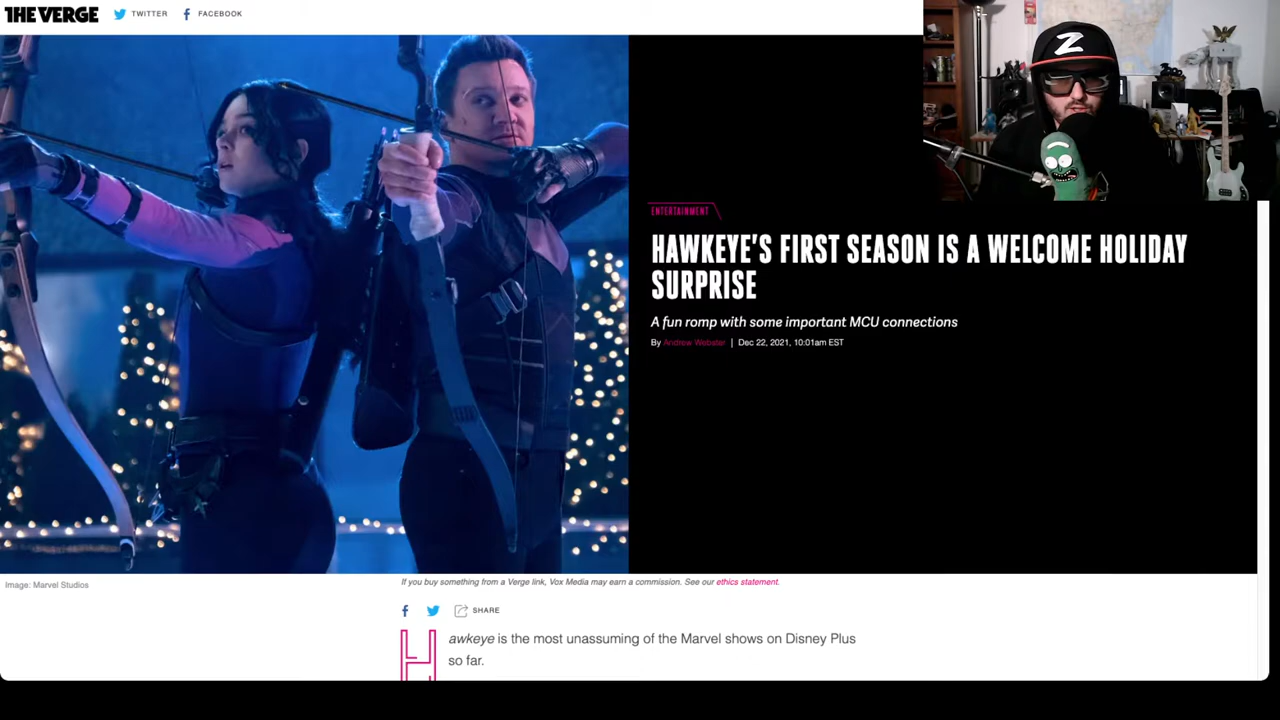 THE VERGE
TWITTER
FACEBOOK
Z
ENTERTAINMENT
HAWKEYE'S FIRST SEASON IS A WELCOME HOLIDAY
SURPRISE
A fun romp with some important MCU connections
By Andrew Webster | Dec 22, 2021, 10:01am EST
Image: Marvel Studios
If you buy something from a Verge link, Vox Media may earn a commission. See our ethics statement.
SHARE
Hawkeye is the most unassuming of the Marvel shows on Disney Plus
so far.